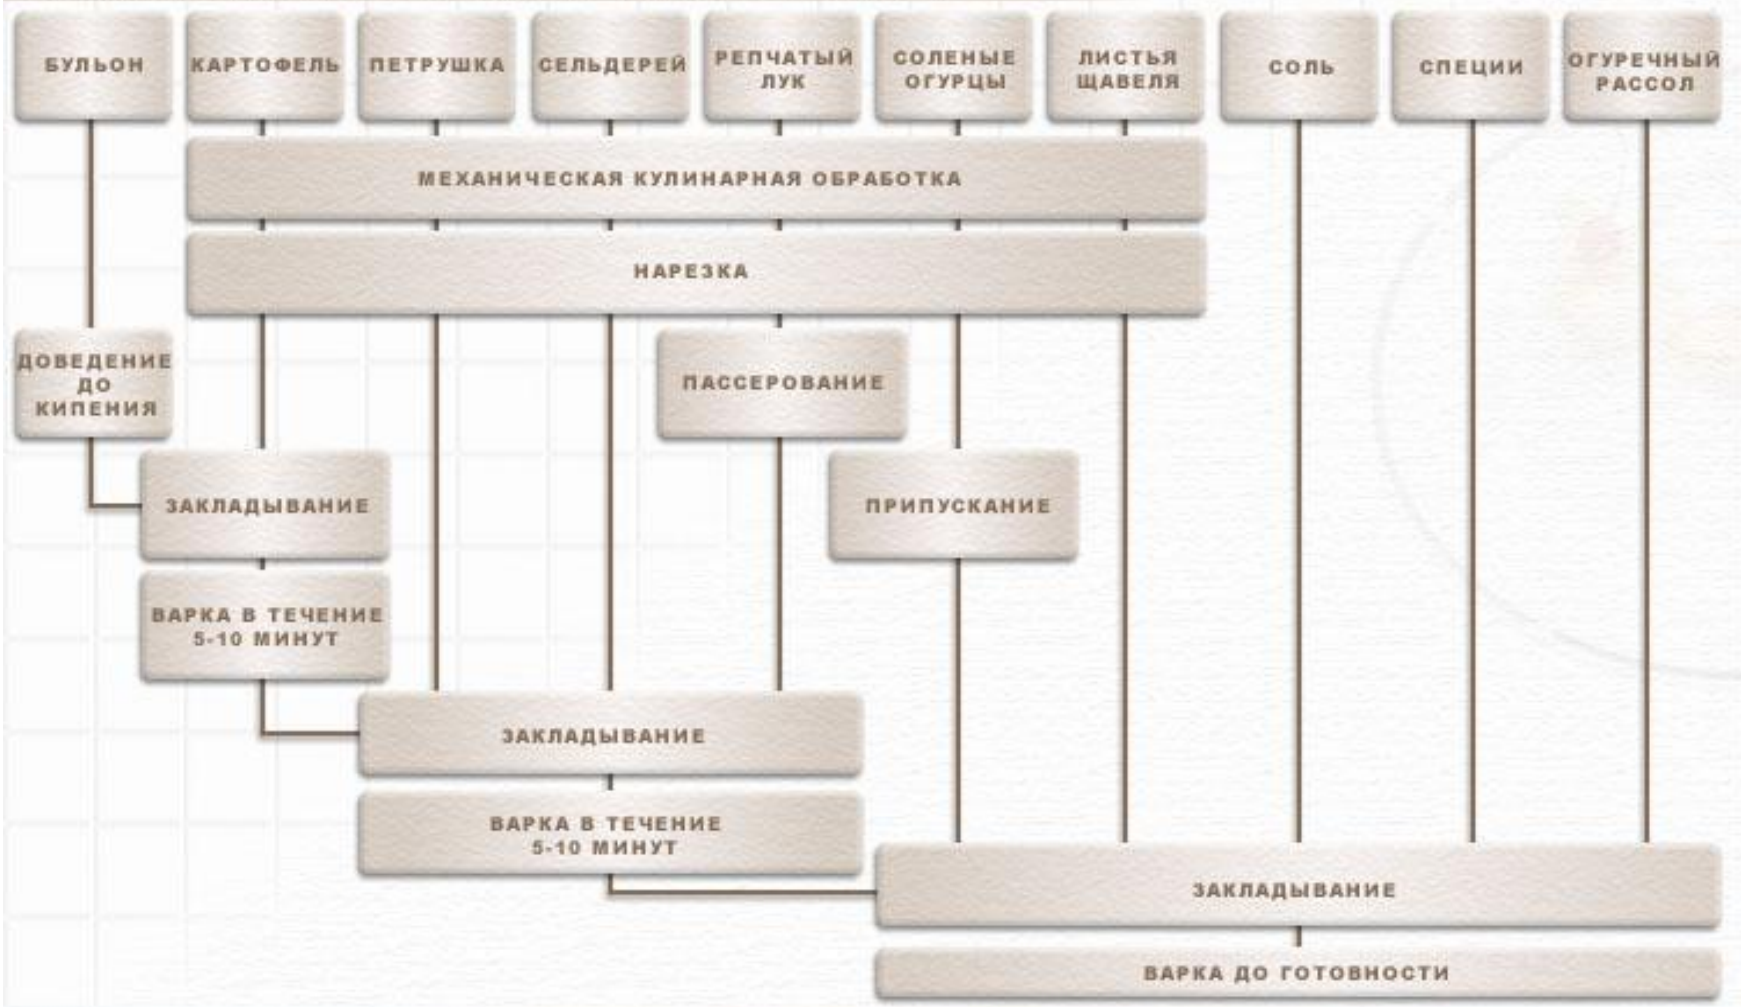 БУЛЬОН
КАРТОФЕЛЬ
ПЕТРУШКА
СЕЛЬДЕРЕЙ
РЕПЧАТЫЙ
ЛУК
СОЛЕНЫЕ
ОГУРЦЫ
ЛИСТЬЯ
ЩАВЕЛЯ
СОЛЬ
СПЕЦИИ
ОГУРЕЧНЫЙ
РАССОЛ
МЕХАНИЧЕСКАЯ КУЛИНАРНАЯ ОБРАБОТКА
НАРЕЗКА
ДОВЕДЕНИЕ
ДО
КИПЕНИЯ
ПАССЕРОВАНИЕ
ЗАКЛАДЫВАНИЕ
ПРИПУСКАНИЕ
ВАРКА В ТЕЧЕНИЕ
5-10 МИНУТ
ЗАКЛАДЫВАНИЕ
ВАРКА В ТЕЧЕНИЕ
5-10 МИНУТ
ЗАКЛАДЫВАНИЕ
ВАРКА ДО ГОТОВНОСТИ